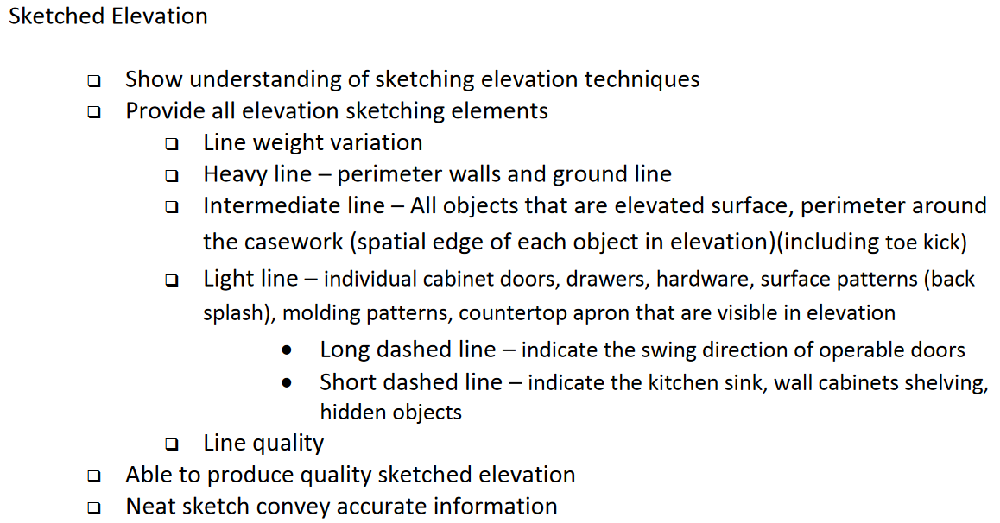 Sketched Elevation
❑ Show understanding of sketching elevation techniques
❑ Provide all elevation sketching elements
❑ Line weight variation
❑ Heavy line – perimeter walls and ground line
❑ Intermediate line – All objects that are elevated surface, perimeter around
the casework (spatial edge of each object in elevation)(including toe kick)
❑ Light line – individual cabinet doors, drawers, hardware, surface patterns (back
splash), molding patterns, countertop apron that are visible in elevation
● Long dashed line – indicate the swing direction of operable doors
● Short dashed line – indicate the kitchen sink, wall cabinets shelving,
hidden objects
❑ Line quality
❑ Able to produce quality sketched elevation
❑ Neat sketch convey accurate information